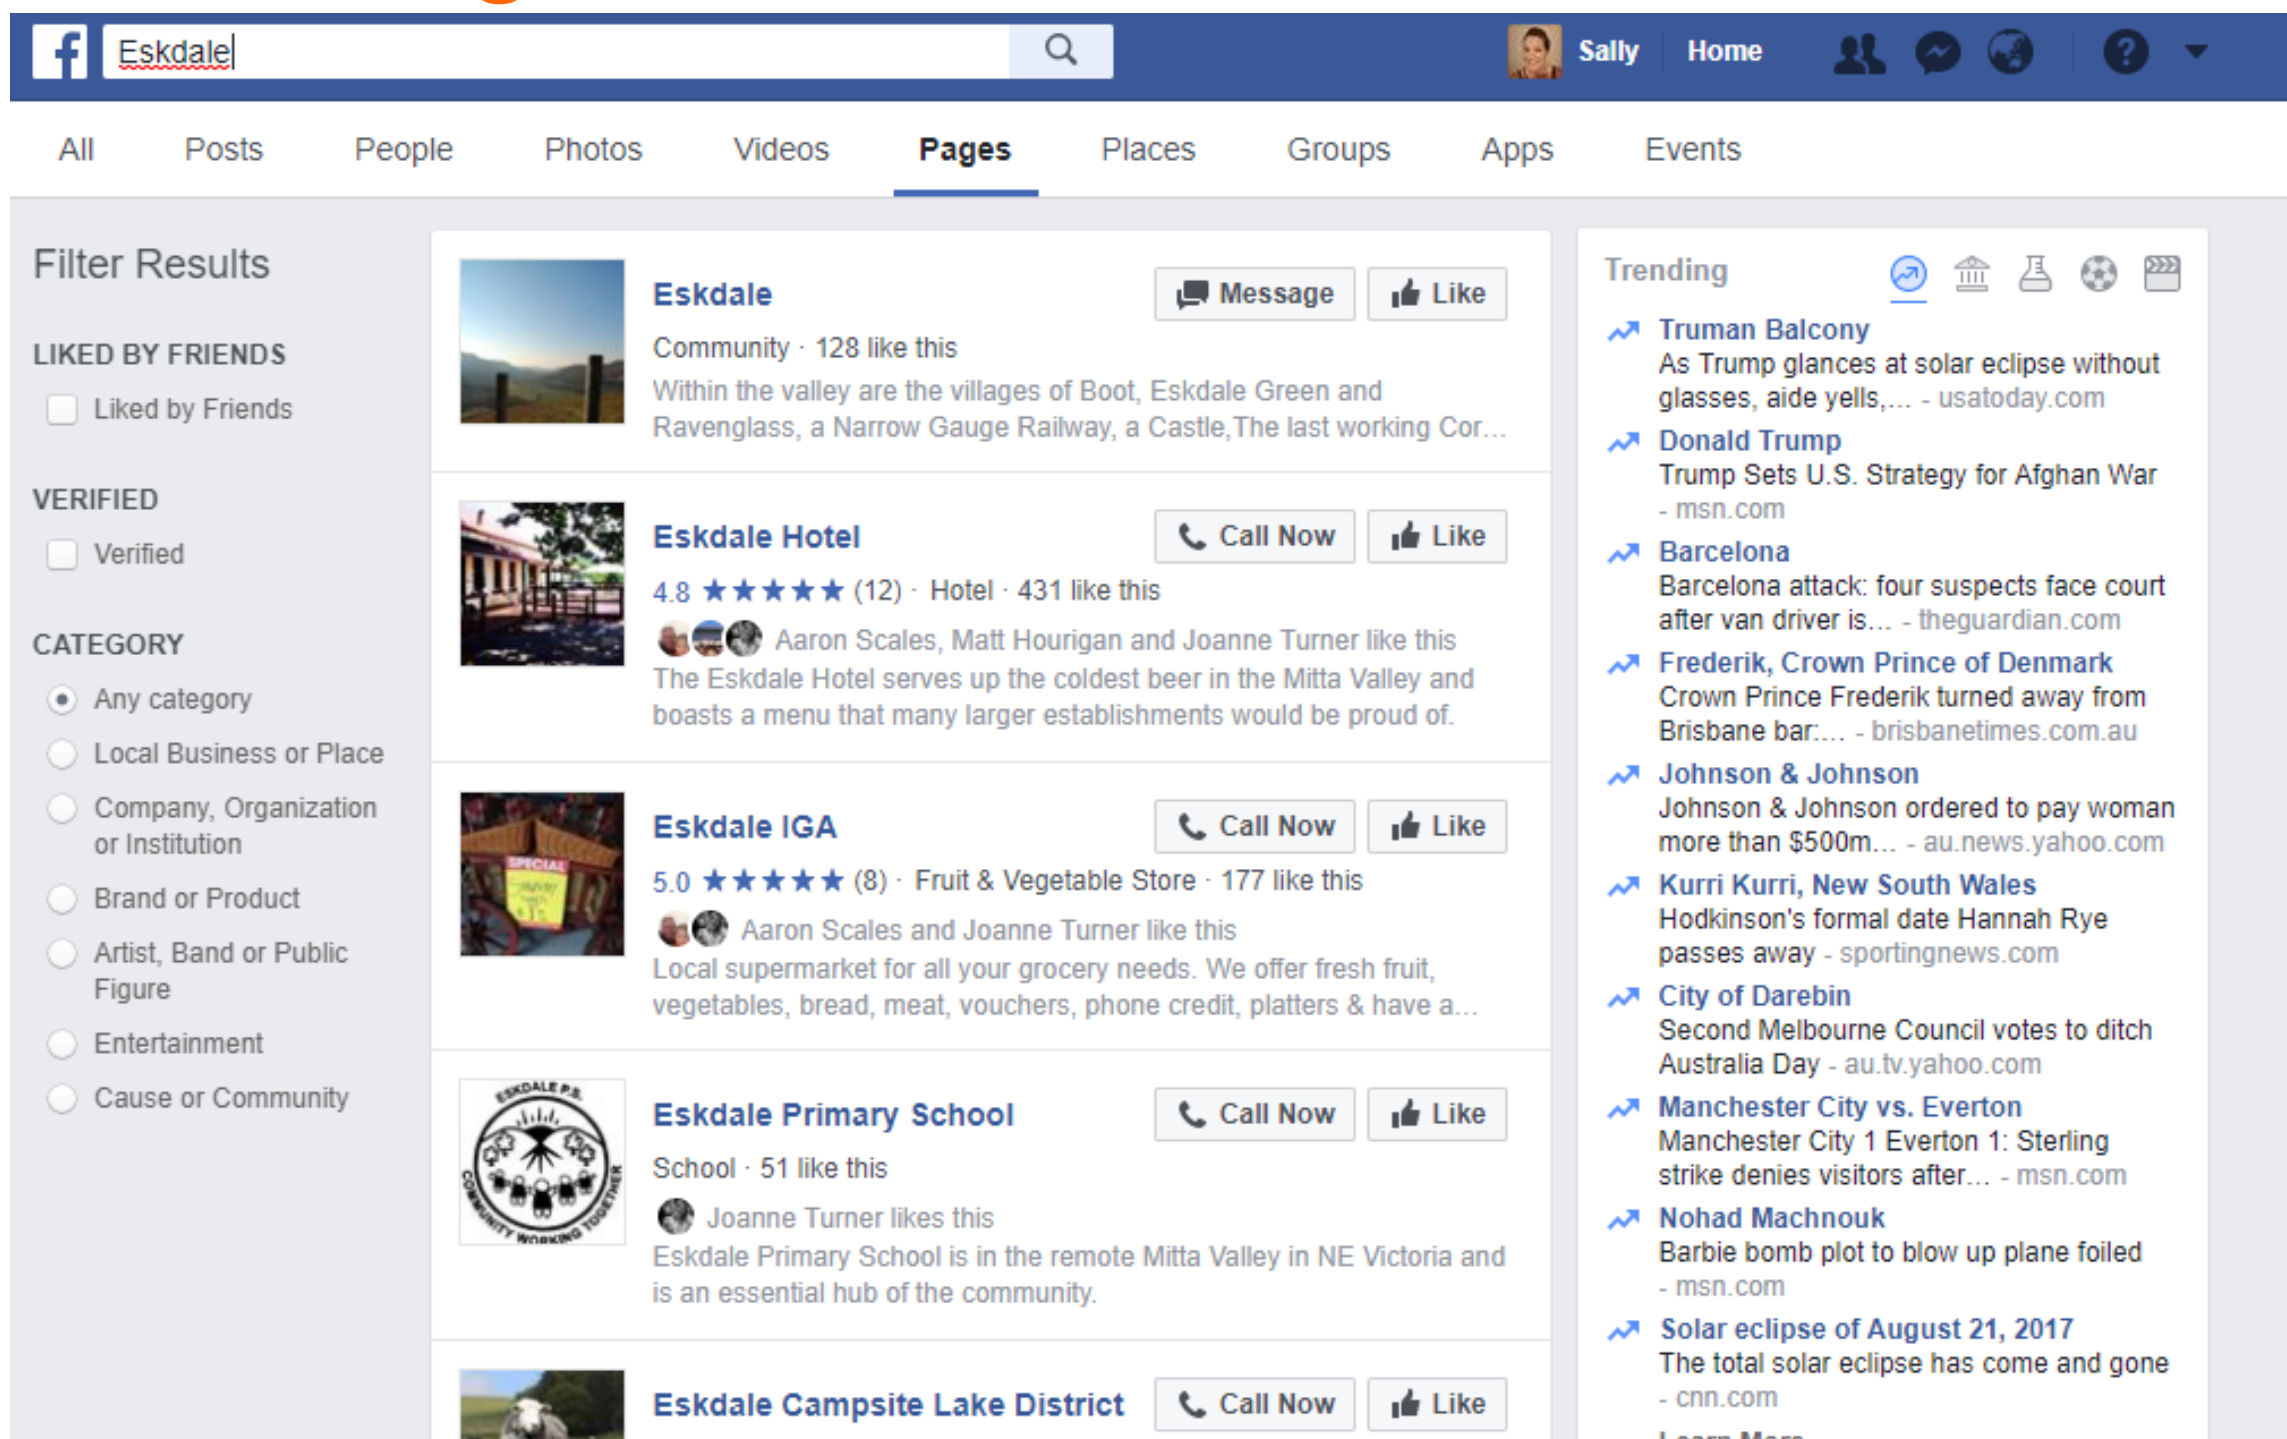 Eskdale
Sally
Home
All
Posts
People
Photos
Videos
Pages
Places
Groups
Apps
Events
Filter Results
LIKED BY FRIENDS
Liked by Friends
VERIFIED
Verified
CATEGORY
Any category
Local Business or Place
Company, Organization
or Institution
Brand or Product
Artist, Band or Public
Figure
Entertainment
Cause or Community
Eskdale
Message
Like
Community · 128 like this
Within the valley are the villages of Boot, Eskdale Green and
Ravenglass, a Narrow Gauge Railway, a Castle,The last working Cor...
Eskdale Hotel
Call Now
Like
4.8 ★★★★★ (12) · Hotel · 431 like this
Aaron Scales, Matt Hourigan and Joanne Turner like this
The Eskdale Hotel serves up the coldest beer in the Mitta Valley and
boasts a menu that many larger establishments would be proud of.
SPECIAL
Eskdale IGA
Call Now
Like
5.0 ★★★★★ (8) · Fruit & Vegetable Store · 177 like this
Aaron Scales and Joanne Turner like this
Local supermarket for all your grocery needs. We offer fresh fruit,
vegetables, bread, meat, vouchers, phone credit, platters & have a...
ESKDALE P.S.
COMMUNITY WORKING TOGETHER
Eskdale Primary School
Call Now
Like
School · 51 like this
Joanne Turner likes this
Eskdale Primary School is in the remote Mitta Valley in NE Victoria and
is an essential hub of the community.
Eskdale Campsite Lake District
Call Now
Like
Trending
Truman Balcony
As Trump glances at solar eclipse without
glasses, aide yells,... - usatoday.com
Donald Trump
Trump Sets U.S. Strategy for Afghan War
- msn.com
Barcelona
Barcelona attack: four suspects face court
after van driver is... - theguardian.com
Frederik, Crown Prince of Denmark
Crown Prince Frederik turned away from
Brisbane bar:... - brisbanetimes.com.au
Johnson & Johnson
Johnson & Johnson ordered to pay woman
more than $500m... - au.news.yahoo.com
Kurri Kurri, New South Wales
Hodkinson's formal date Hannah Rye
passes away - sportingnews.com
City of Darebin
Second Melbourne Council votes to ditch
Australia Day - au.tv.yahoo.com
Manchester City vs. Everton
Manchester City 1 Everton 1: Sterling
strike denies visitors after... - msn.com
Nohad Machnouk
Barbie bomb plot to blow up plane foiled
- msn.com
Solar eclipse of August 21, 2017
The total solar eclipse has come and gone
- cnn.com
Learn More